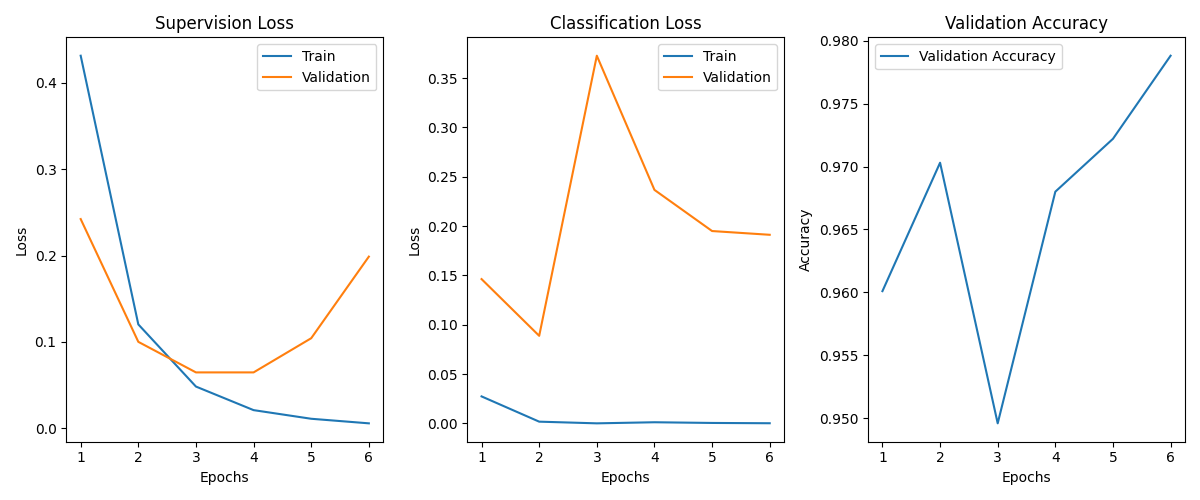 Supervision Loss
Train
Validation
0.4
0.3
0.2
0.1
0.0
Loss
1 2 3 4 5 6
Epochs
Classification Loss
Train
Validation
0.35
0.30
0.25
0.20
0.15
0.10
0.05
0.00
Loss
1 2 3 4 5 6
Epochs
Validation Accuracy
Validation Accuracy
0.980
0.975
0.970
0.965
0.960
0.955
0.950
Accuracy
1 2 3 4 5 6
Epochs